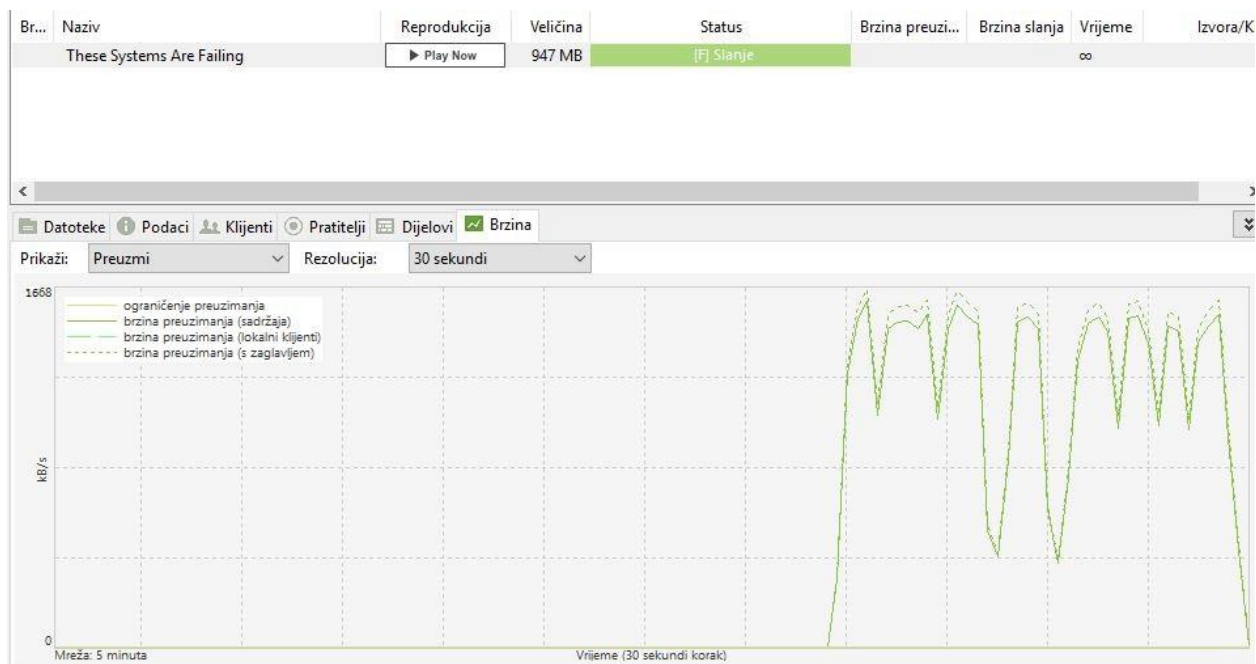 Br... Naziv Reprodukcija Veličina Status Brzina preuzi... Brzina slanja Vrijeme Izvora/K
These Systems Are Failing Play Now 947 MB [F] Slanje ∞
Datoteke Podaci Klijenti Pratitelji Dijelovi Brzina
Prikaži: Preuzmi Rezolucija: 30 sekundi
1668
ograničenje preuzimanja
brzina preuzimanja (sadržaja)
brzina preuzimanja (lokalni klijenti)
brzina preuzimanja (s zaglavljem)
kB/s
0
Mreža: 5 minuta Vrijeme (30 sekundi korak)